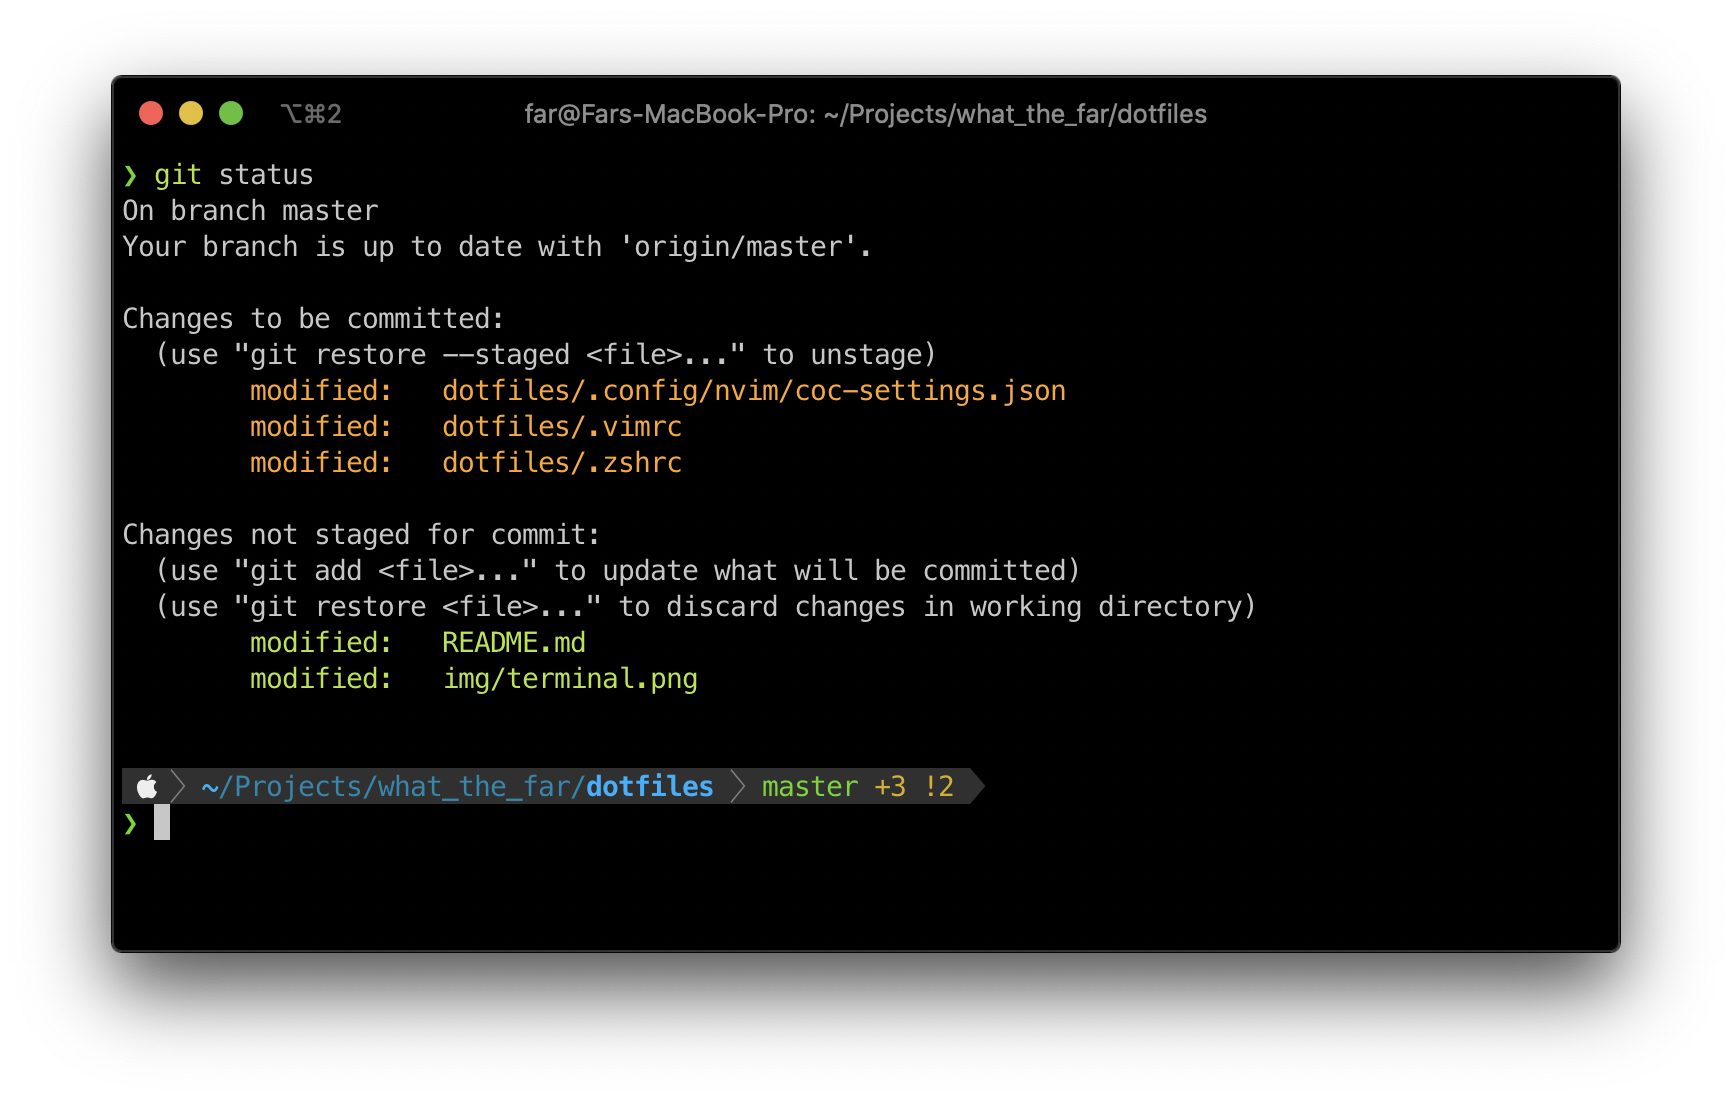 ⌥⌘2 far@Fars-MacBook-Pro: ~/Projects/what_the_far/dotfiles
❯ git status
On branch master
Your branch is up to date with 'origin/master'.
Changes to be committed:
  (use "git restore --staged <file>..." to unstage)
        modified:   dotfiles/.config/nvim/coc-settings.json
        modified:   dotfiles/.vimrc
        modified:   dotfiles/.zshrc
Changes not staged for commit:
  (use "git add <file>..." to update what will be committed)
  (use "git restore <file>..." to discard changes in working directory)
        modified:   README.md
        modified:   img/terminal.png
~/Projects/what_the_far/dotfiles master +3 !2
❯